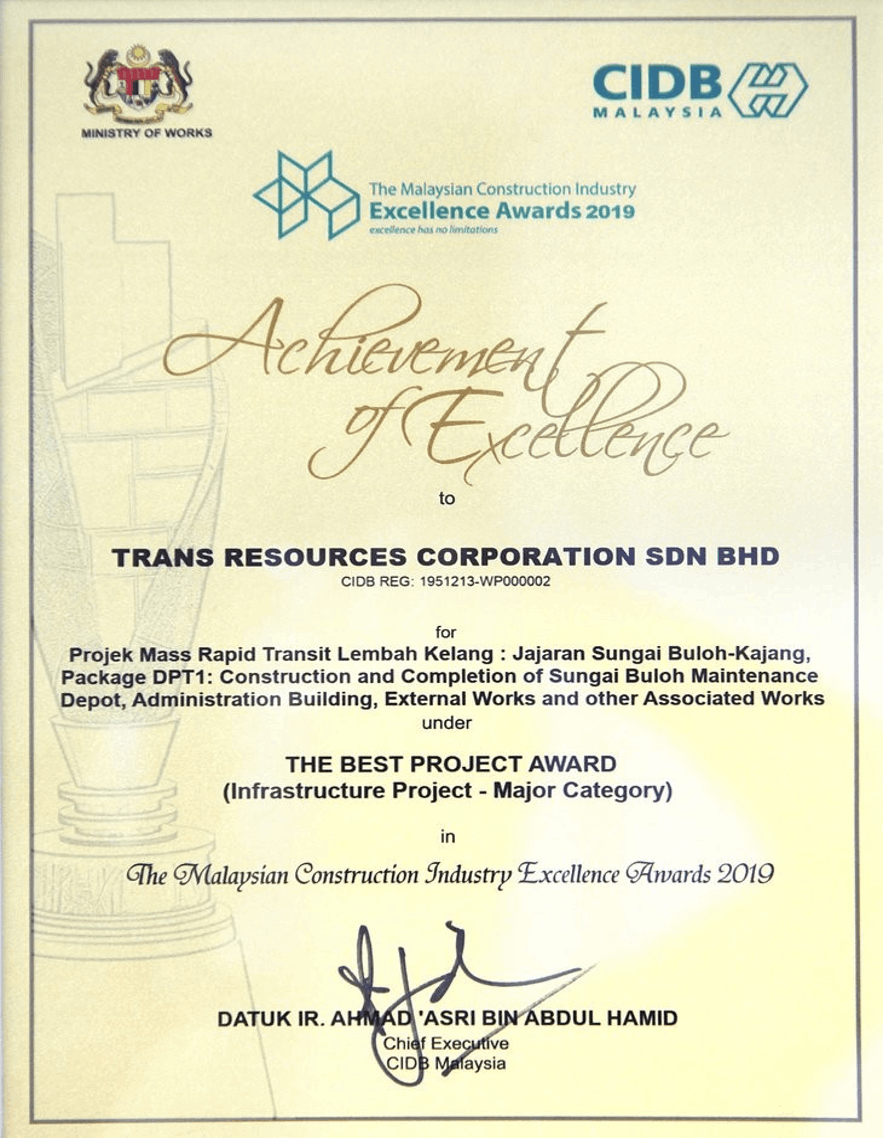 MINISTRY OF WORKS
CIDB
MALAYSIA
The Malaysian Construction Industry
Excellence Awards 2019
excellence has no limitations
Achievement
of Excellence
to
TRANS RESOURCES CORPORATION SDN BHD
CIDB REG: 1951213-WP000002
for
Projek Mass Rapid Transit Lembah Kelang : Jajaran Sungai Buloh-Kajang,
Package DPT1: Construction and Completion of Sungai Buloh Maintenance
Depot, Administration Building, External Works and other Associated Works
under
THE BEST PROJECT AWARD
(Infrastructure Project - Major Category)
in
The Malaysian Construction Industry Excellence Awards 2019
DATUK IR. AHMAD 'ASRI BIN ABDUL HAMID
Chief Executive
CIDB Malaysia